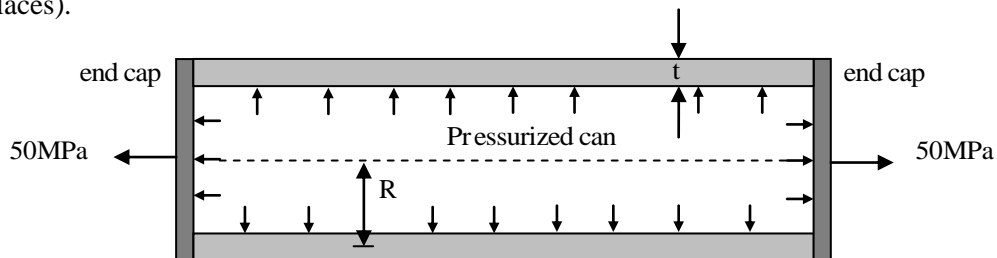 laces).
t
end cap
end cap
Pressurized can
50MPa
50MPa
R